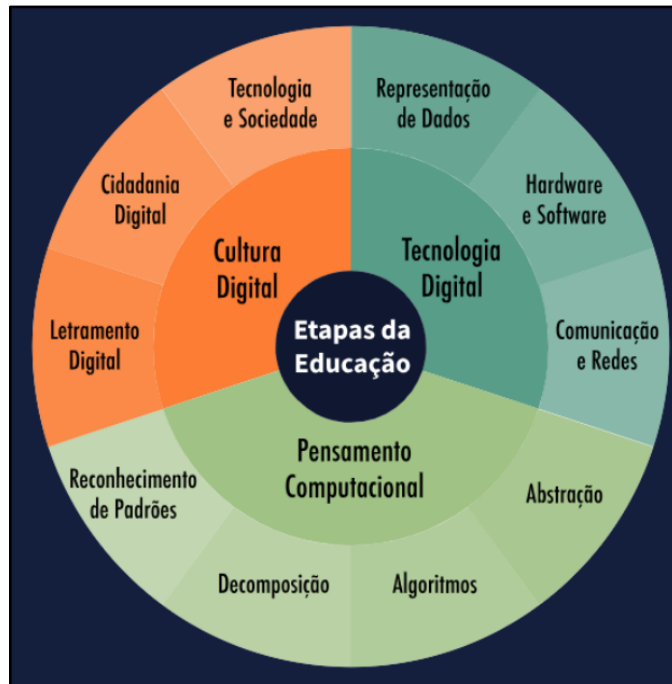 Tecnologia
e Sociedade
Representação
de Dados
Cidadania
Digital
Hardware
e Software
Cultura
Digital
Tecnologia
Digital
Letramento
Digital
Etapas da
Educação
Comunicação
e Redes
Pensamento
Computacional
Reconhecimento
de Padrões
Abstração
Decomposição
Algoritmos